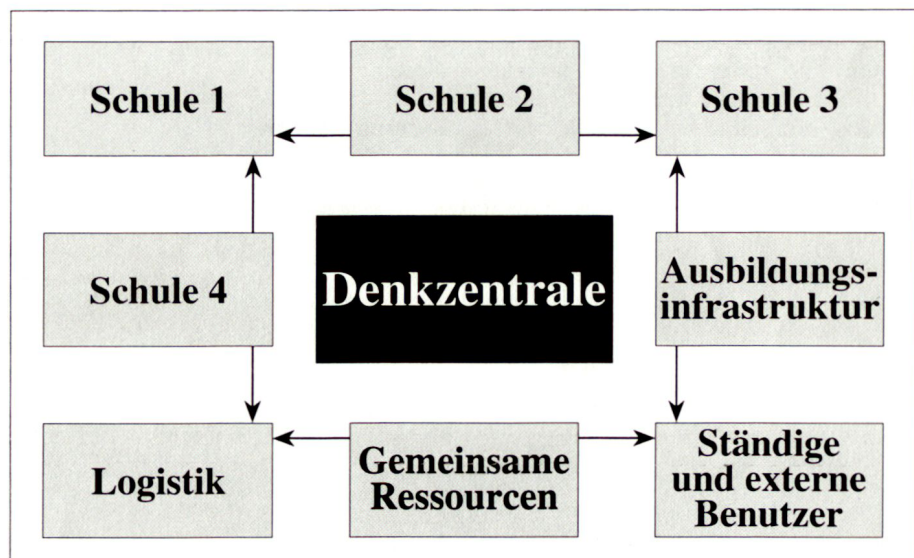 Schule 1
Schule 2
Schule 3
Schule 4
Denkzentrale
Ausbildungs-
infrastruktur
Logistik
Gemeinsame
Ressourcen
Ständige
und externe
Benutzer